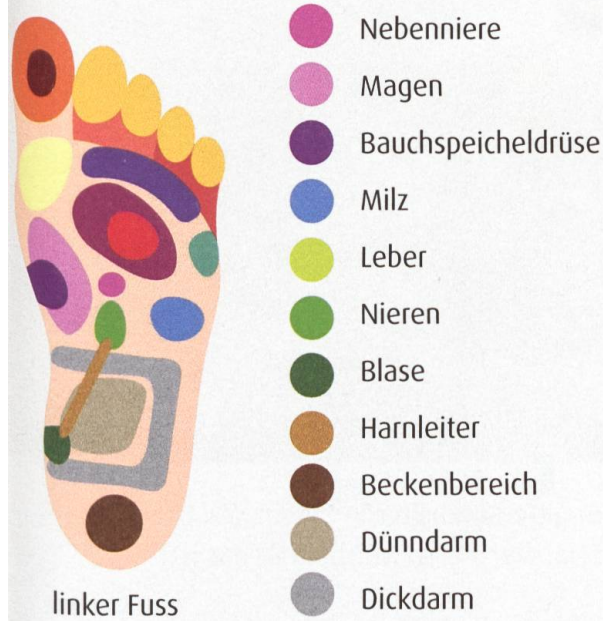 Nebenniere
Magen
Bauchspeicheldrüse
Milz
Leber
Nieren
Blase
Harnleiter
Beckenbereich
Dünndarm
Dickdarm
linker Fuss